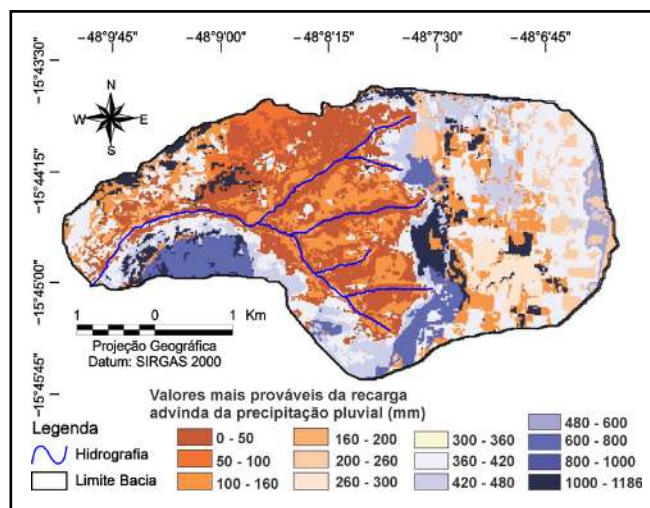 -48°9'45" -48°9'00" -48°8'15" -48°7'30" -48°6'45"
-15°43'30"
N
W E
S
-15°44'15"
-15°45'00"
1 0 1 Km
Projeção Geográfica
Datum: SIRGAS 2000
-15°45'45"
Valores mais prováveis da recarga
advinda da precipitação pluvial (mm)
Legenda
Hidrografia
Limite Bacia
0 - 50
50 - 100
100 - 160
160 - 200
200 - 260
260 - 300
300 - 360
360 - 420
420 - 480
480 - 600
600 - 800
800 - 1000
1000 - 1186